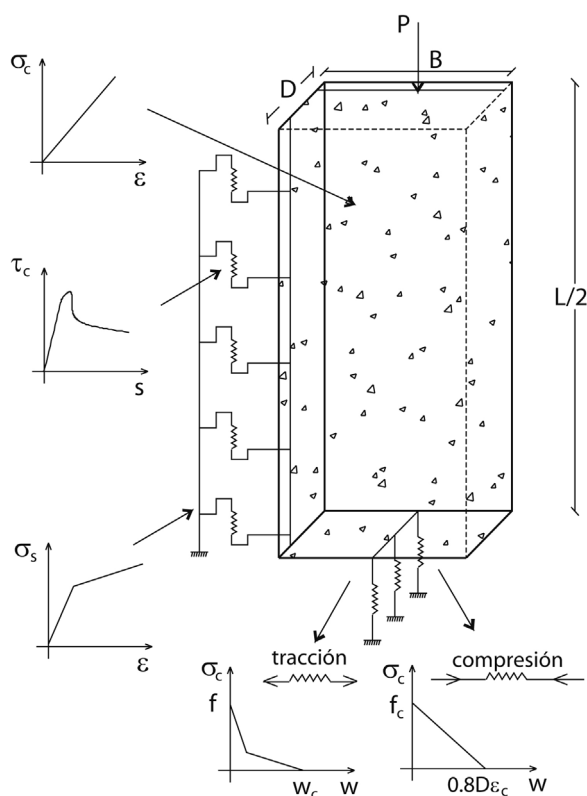 P
B
D
σc
ε
L/2
τc
s
σs
ε
tracción
σc
f
wc
w
compresión
σc
fc
0.8Dεc
w